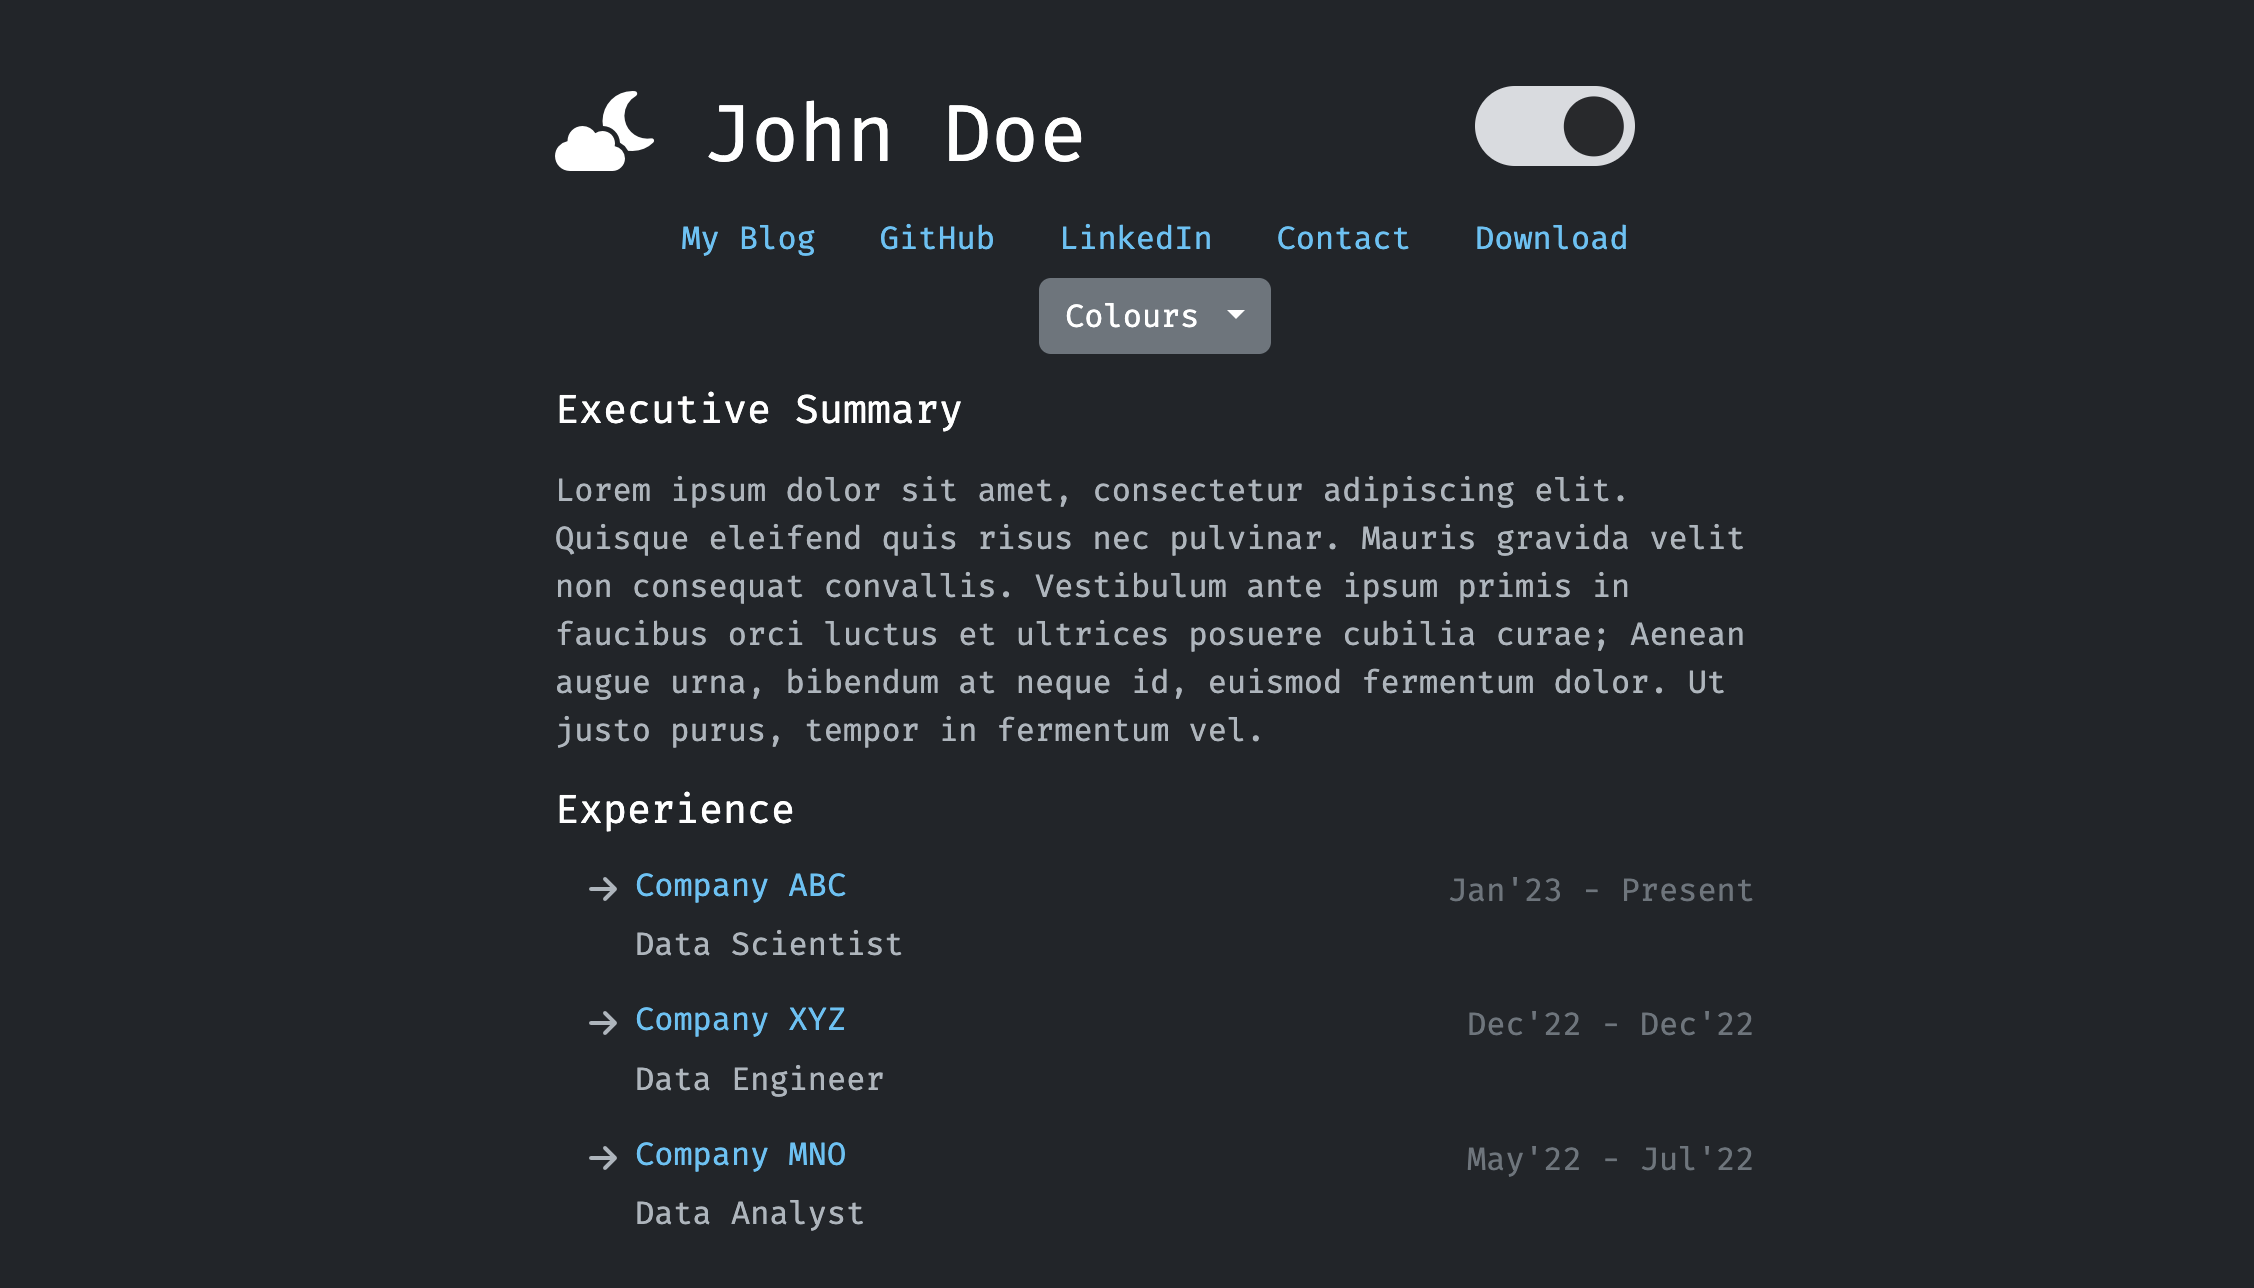 John Doe
My Blog GitHub LinkedIn Contact Download
Colours
Executive Summary
Lorem ipsum dolor sit amet, consectetur adipiscing elit.
Quisque eleifend quis risus nec pulvinar. Mauris gravida velit
non consequat convallis. Vestibulum ante ipsum primis in
faucibus orci luctus et ultrices posuere cubilia curae; Aenean
augue urna, bibendum at neque id, euismod fermentum dolor. Ut
justo purus, tempor in fermentum vel.
Experience
Company ABC Jan'23 - Present
Data Scientist
Company XYZ Dec'22 - Dec'22
Data Engineer
Company MNO May'22 - Jul'22
Data Analyst